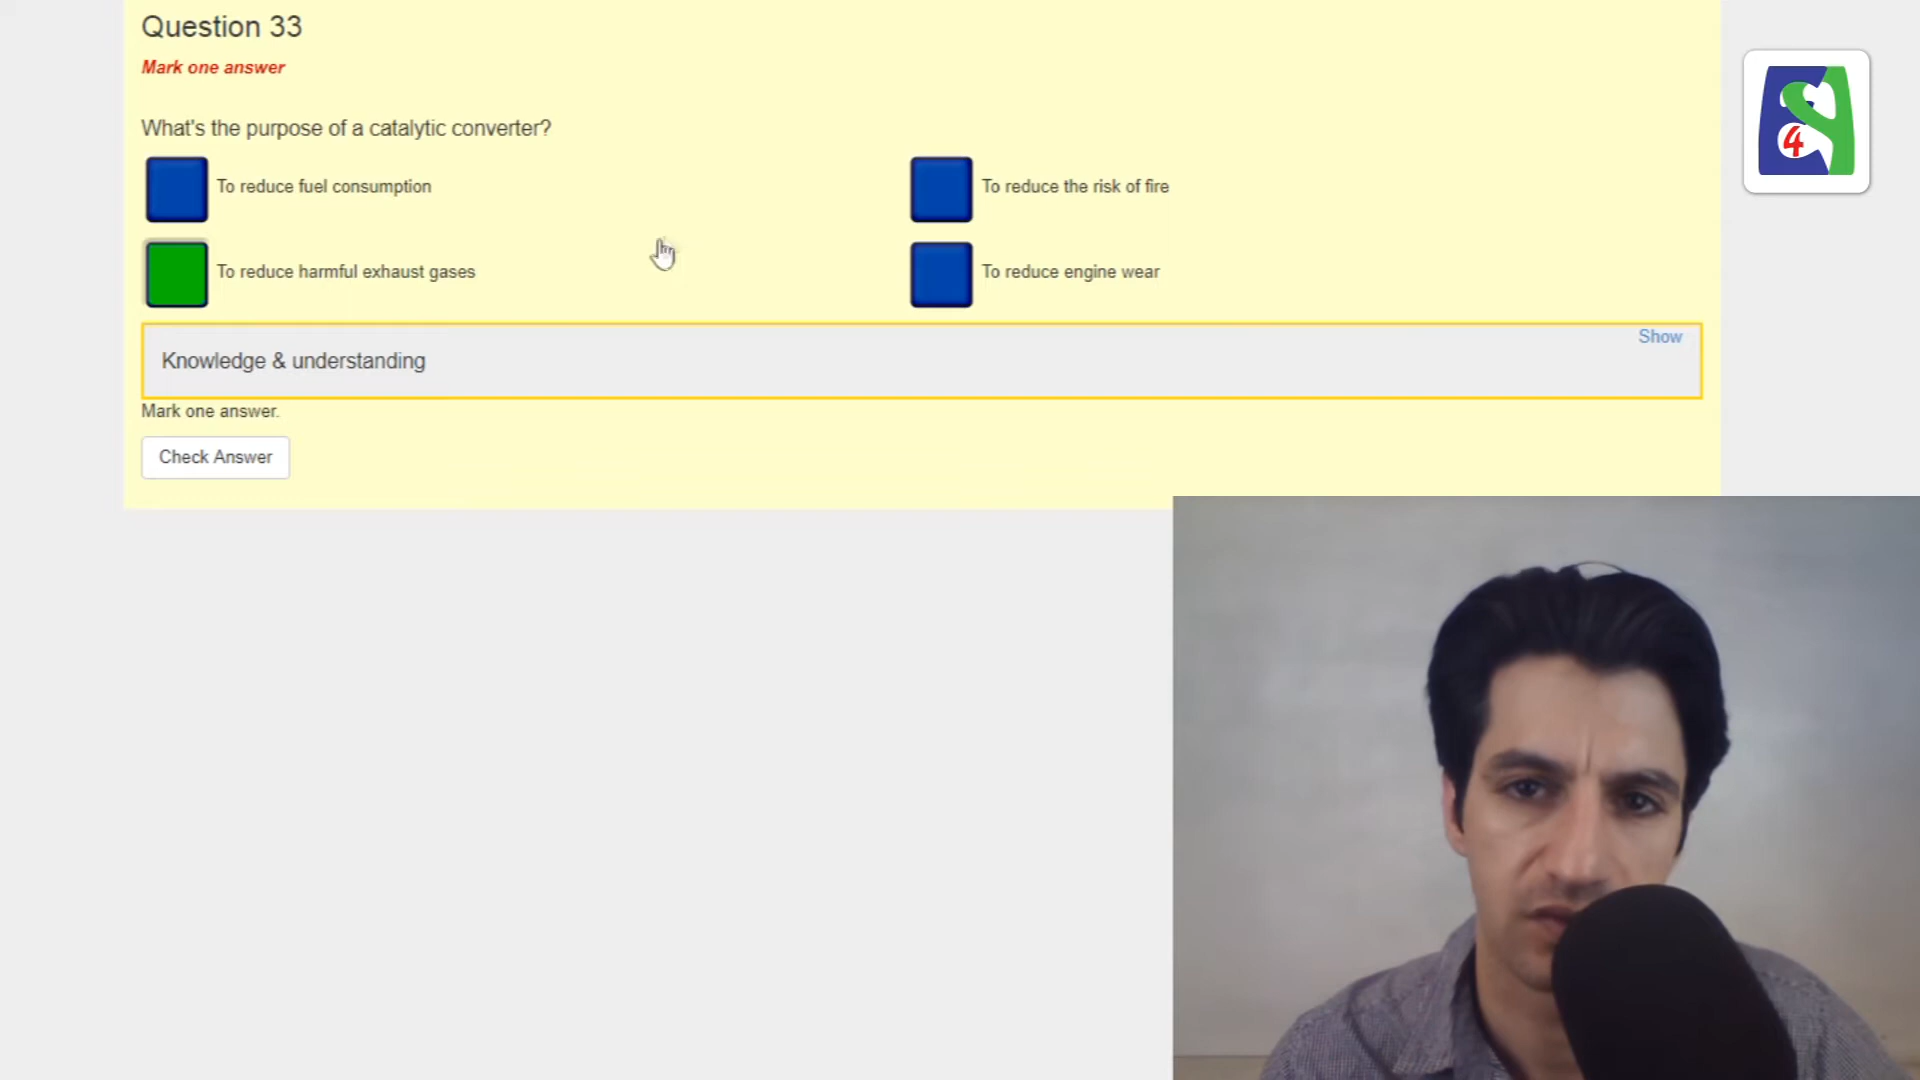 Question 33
Mark one answer
What's the purpose of a catalytic converter?
To reduce fuel consumption
To reduce the risk of fire
To reduce harmful exhaust gases
To reduce engine wear
Show
Knowledge & understanding
Mark one answer.
Check Answer
4